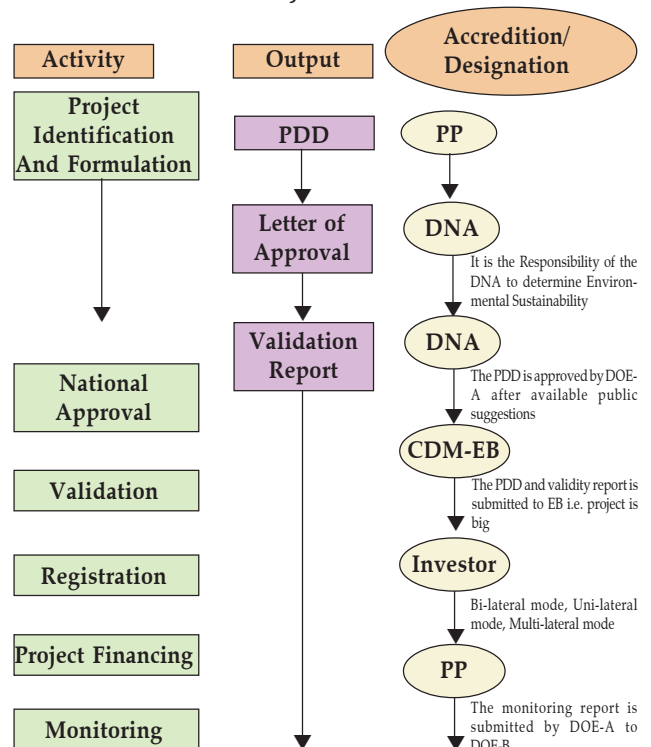 Activity
Output
Accredition/
Designation
Project
Identification
And Formulation
PDD
PP
Letter of
Approval
DNA
It is the Responsibility of the
DNA to determine Environ-
mental Sustainability
Validation
Report
DNA
National
Approval
The PDD is approved by DOE-
A after available public
suggestions
CDM-EB
Validation
The PDD and validity report is
submitted to EB i.e. project is
big
Registration
Investor
Bi-lateral mode, Uni-lateral
mode, Multi-lateral mode
Project Financing
PP
Monitoring
The monitoring report is
submitted by DOE-A to
DOE-B